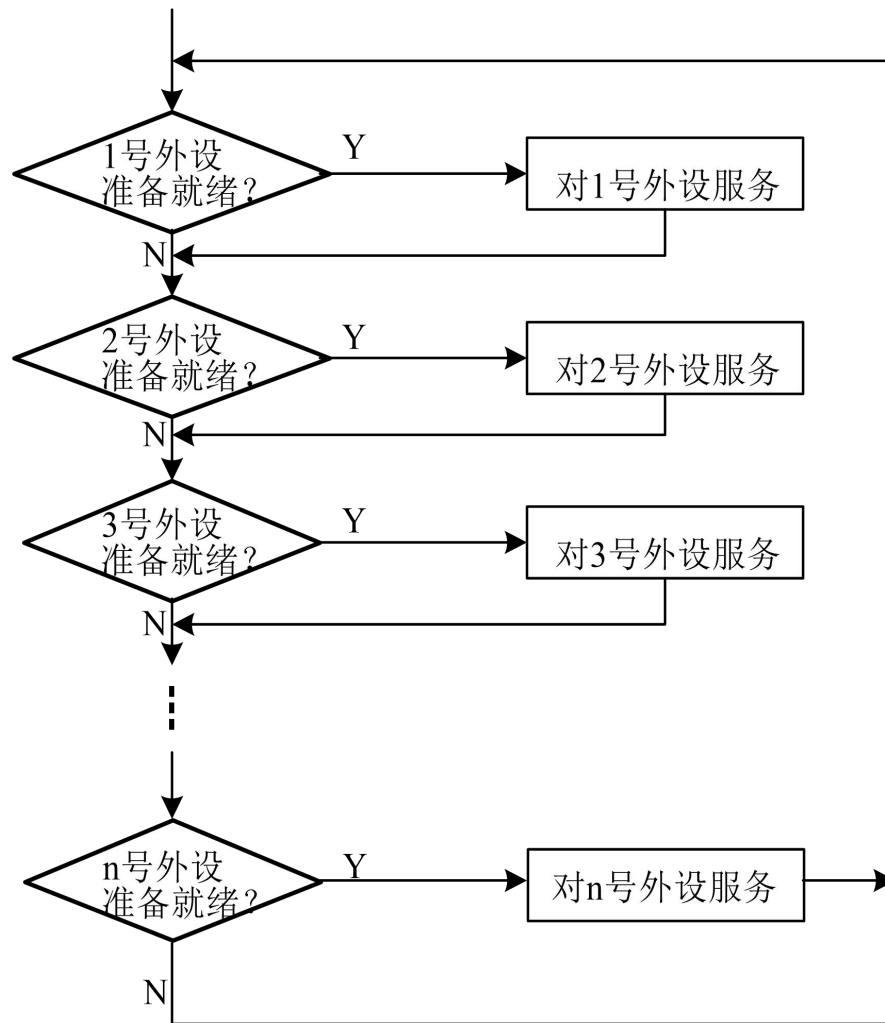 1号外设
准备就绪?
Y
对1号外设服务
N
2号外设
准备就绪?
Y
对2号外设服务
N
3号外设
准备就绪?
Y
对3号外设服务
N
n号外设
准备就绪?
Y
对n号外设服务
N